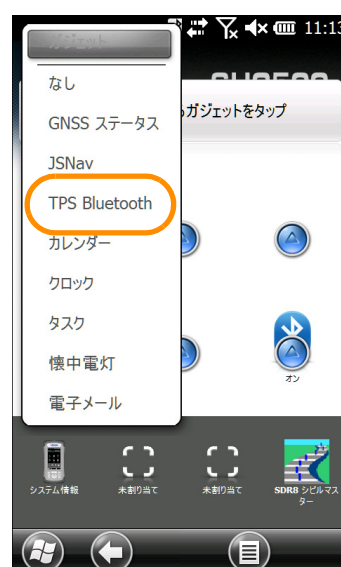 11:13
ガジェット
なし
GNSS ステータス
るガジェットをタップ
JSNav
TPS Bluetooth
カレンダー
クロック
タスク
懐中電灯
オン
電子メール
システム情報
未割り当て
未割り当て
SDR8 シビルマス
ター